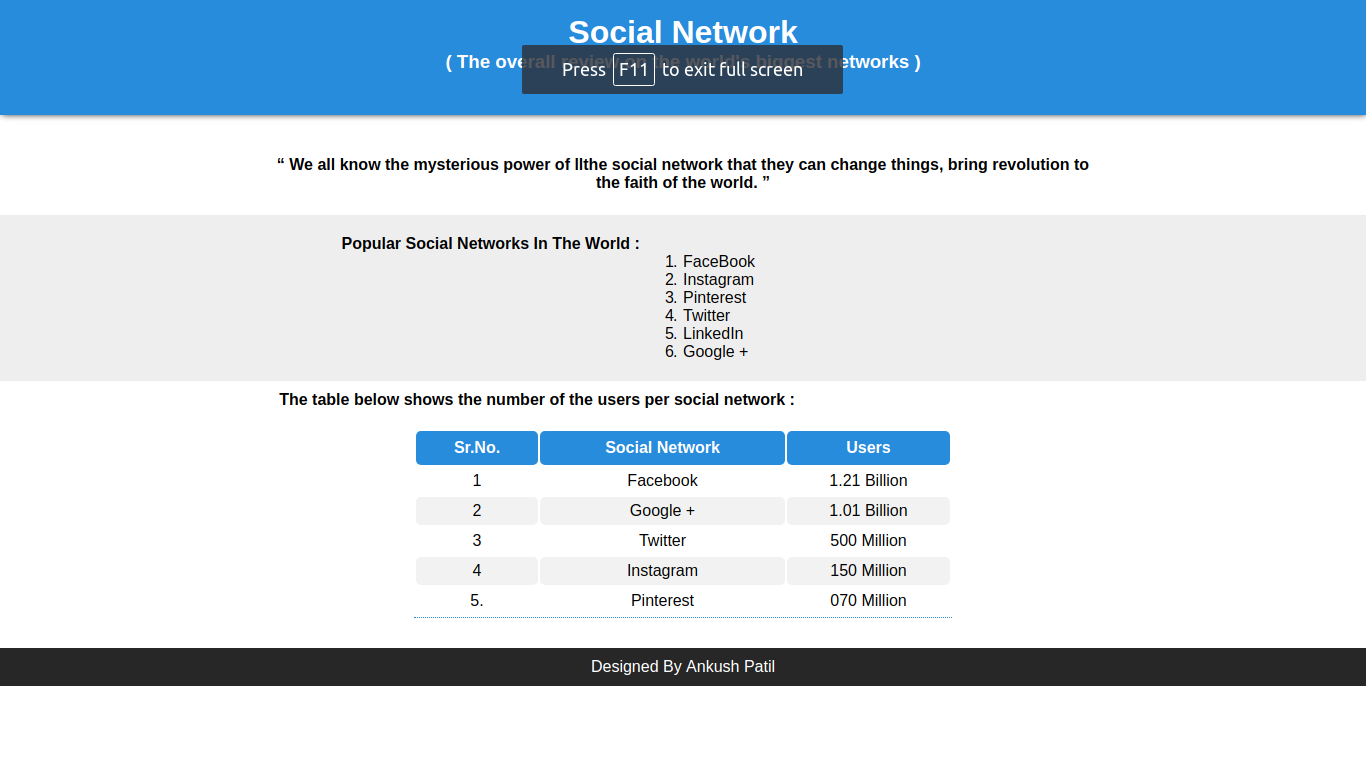 Social Network
( The overall review on the world's biggest networks )
Press F11 to exit full screen
“ We all know the mysterious power of llthe social network that they can change things, bring revolution to
the faith of the world. ”
Popular Social Networks In The World :
1. FaceBook
2. Instagram
3. Pinterest
4. Twitter
5. LinkedIn
6. Google +
The table below shows the number of the users per social network :
Sr.No. Social Network Users
1 Facebook 1.21 Billion
2 Google + 1.01 Billion
3 Twitter 500 Million
4 Instagram 150 Million
5. Pinterest 070 Million
Designed By Ankush Patil